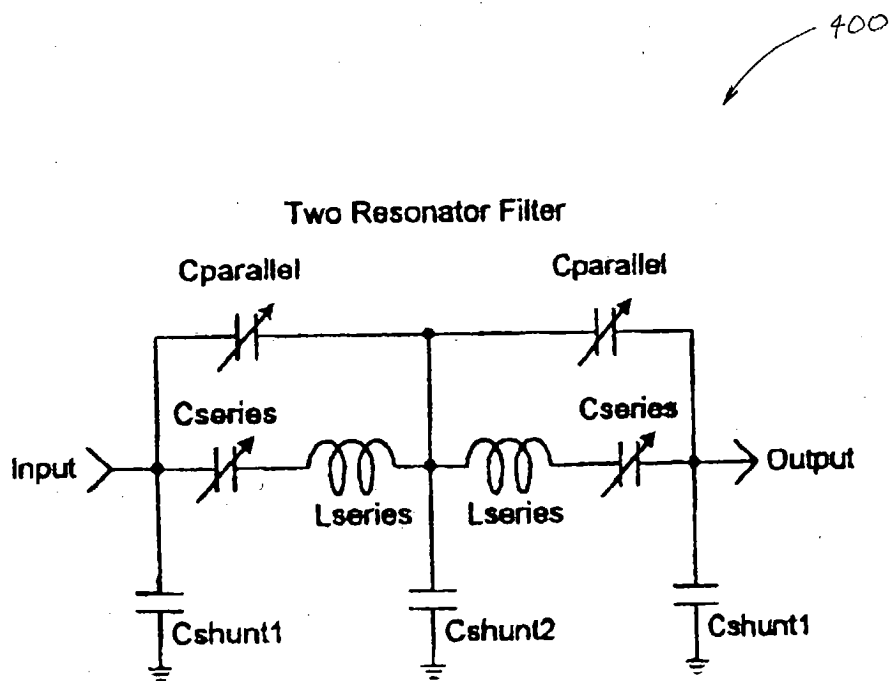 400
Two Resonator Filter
Cparallel
Cparallel
Cseries
Cseries
Input
Output
Lseries
Lseries
Cshunt1
Cshunt2
Cshunt1